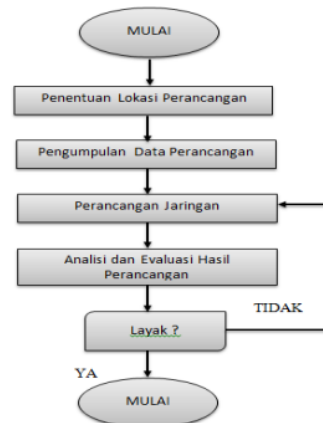 MULAI
Penentuan Lokasi Perancangan
Pengumpulan Data Perancangan
Perancangan Jaringan
Analisi dan Evaluasi Hasil
Perancangan
Layak ?
TIDAK
YA
MULAI